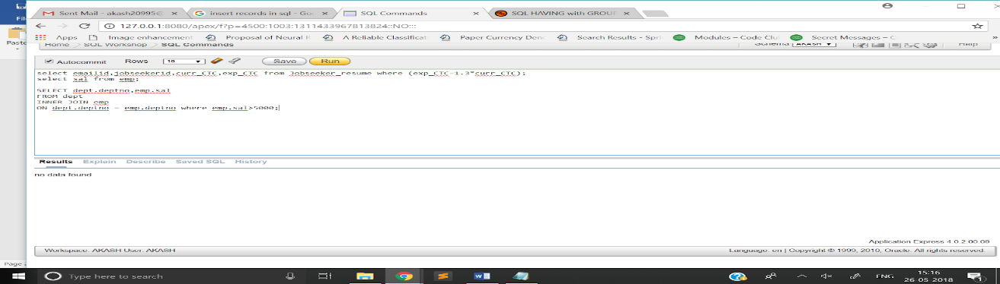 File
Paste
Page
Sent Mail - akash20995@ × insert records in sql - Goo × SQL Commands × SQL HAVING with GROUP ×
127.0.0.1:8080/apex/f?p=4500:1003:1311433967813824::NO:::
Apps Image enhancement Proposal of Neural A Reliable Classificat Paper Currency Den Search Results - Spri Modules – Code Clu Secret Messages –
Home > SQL Workshop > SQL Commands Schema AKASH Help
Autocommit Rows 10 Save Run
select emailid,jobseekerid,curr_CTC,exp_CTC from Jobseeker_resume where (exp_CTC-1.3*curr_CTC);
select sal from emp;
SELECT dept.deptno,emp.sal
FROM dept
INNER JOIN emp
ON dept.deptno = emp.deptno where emp.sal>5000;
Results Explain Describe Saved SQL History
no data found
Application Express 4.0.2.00.09
Workspace: AKASH User: AKASH Language: en | Copyright © 1999, 2010, Oracle. All rights reserved.
Type here to search ENG 15:16
26-05-2018